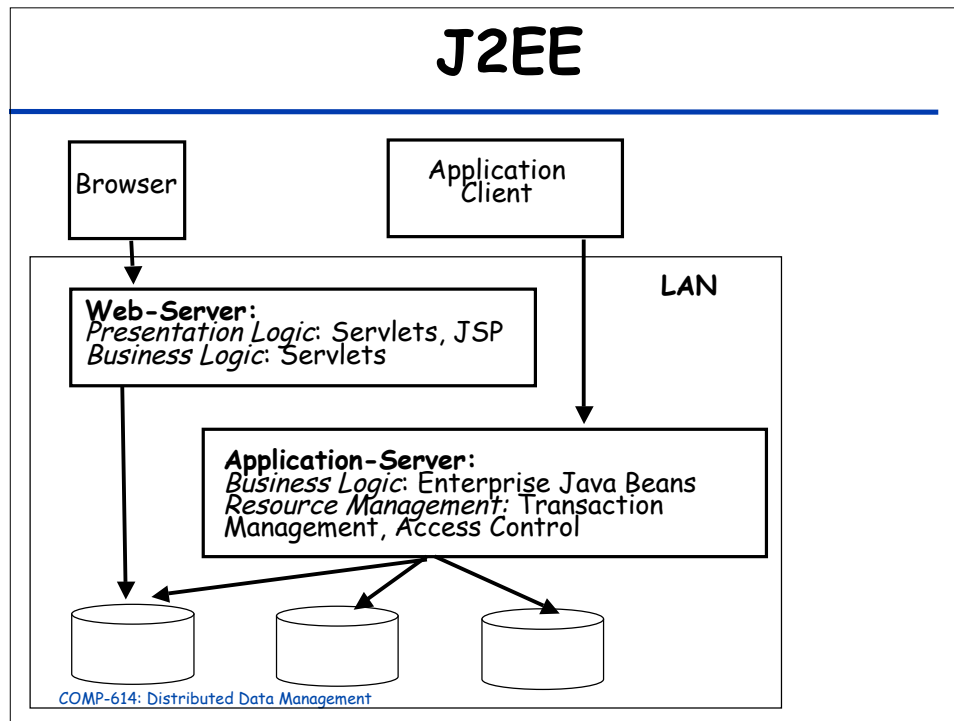 J2EE
Browser
Application
Client
LAN
Web-Server:
Presentation Logic: Servlets, JSP
Business Logic: Servlets
Application-Server:
Business Logic: Enterprise Java Beans
Resource Management: Transaction
Management, Access Control
COMP-614: Distributed Data Management